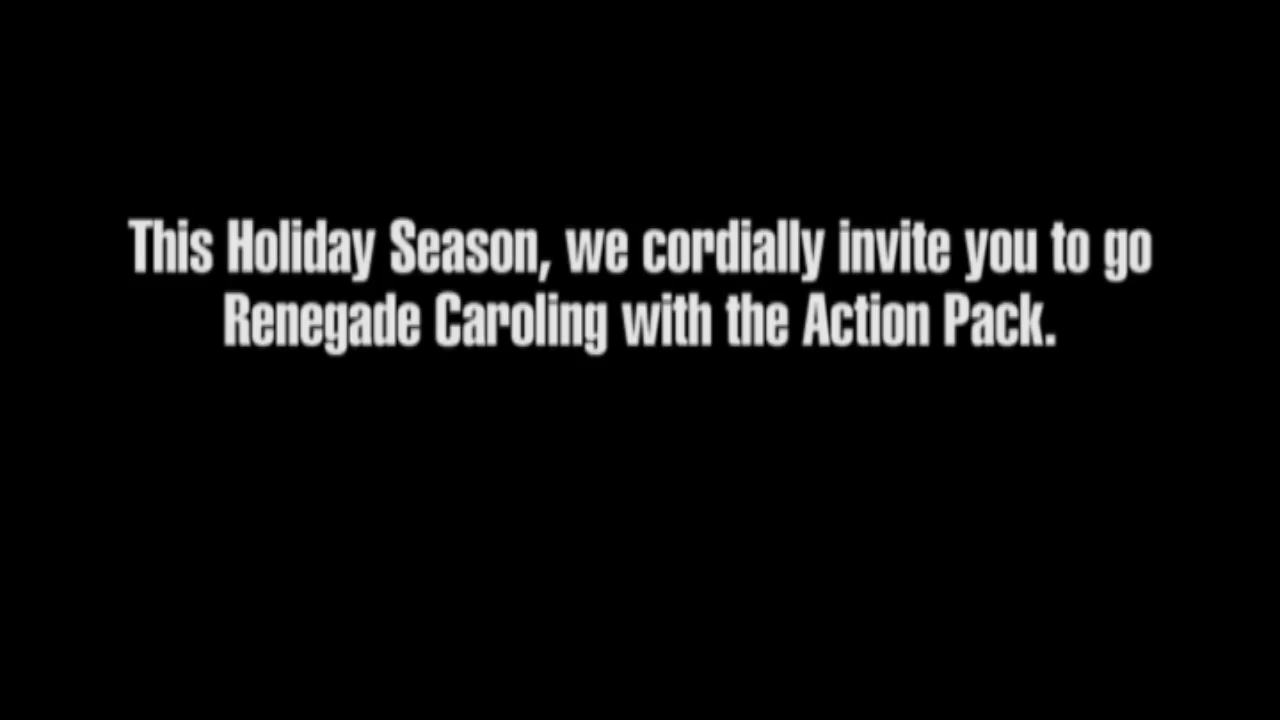 This Holiday Season, we cordially invite you to go
Renegade Caroling with the Action Pack.